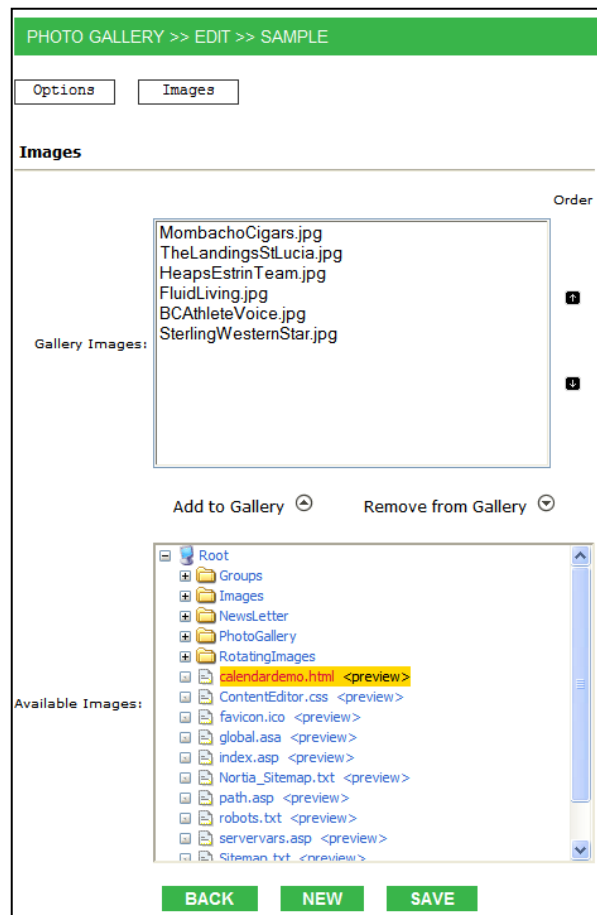 PHOTO GALLERY >> EDIT >> SAMPLE
Options Images
Images
Order
MombachoCigars.jpg
TheLandingsStLucia.jpg
HeapsEstrinTeam.jpg
FluidLiving.jpg
BCAthleteVoice.jpg
SterlingWesternStar.jpg
Gallery Images:
Add to Gallery Remove from Gallery
Root
Groups
Images
NewsLetter
PhotoGallery
RotatingImages
calendardemo.html <preview>
Available Images:
ContentEditor.css <preview>
favicon.ico <preview>
global.asa <preview>
index.asp <preview>
Nortia_Sitemap.txt <preview>
path.asp <preview>
robots.txt <preview>
servervars.asp <preview>
Sitemap.txt <preview>
BACK NEW SAVE